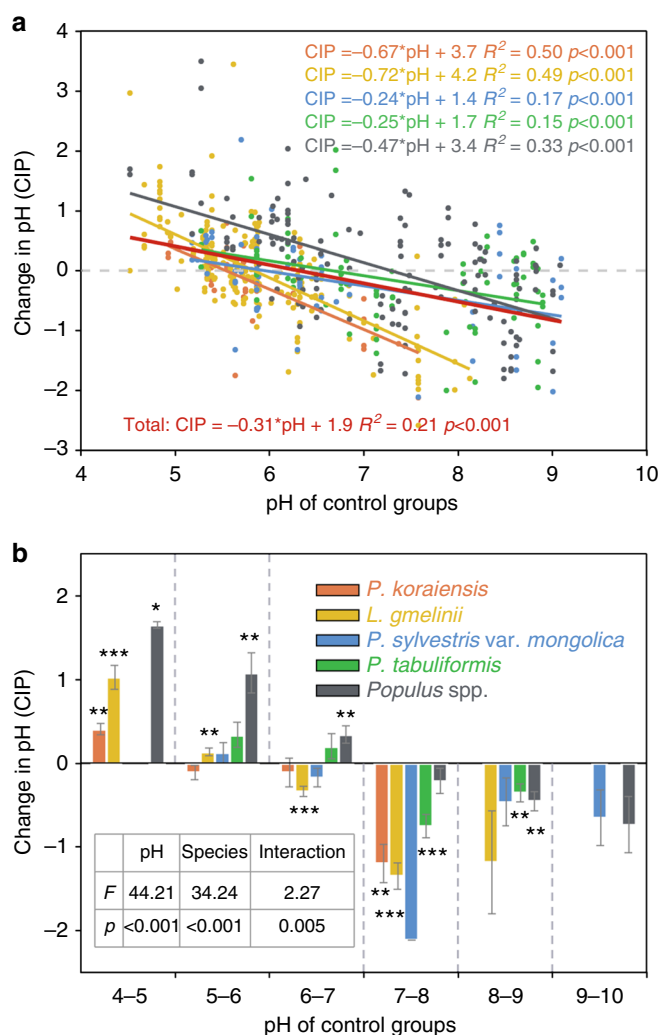 a
CIP =–0.67*pH + 3.7 R² = 0.50 p<0.001
CIP =–0.72*pH + 4.2 R² = 0.49 p<0.001
CIP =–0.24*pH + 1.4 R² = 0.17 p<0.001
CIP =–0.25*pH + 1.7 R² = 0.15 p<0.001
CIP =–0.47*pH + 3.4 R² = 0.33 p<0.001
Change in pH (CIP)
4
3
2
1
0
–1
–2
–3
Total: CIP = –0.31*pH + 1.9 R² = 0.21 p<0.001
4 5 6 7 8 9 10
pH of control groups
b
Change in pH (CIP)
2
1
0
–1
–2
P. koraiensis
L. gmelinii
P. sylvestris var. mongolica
P. tabuliformis
Populus spp.
** *** *
** **
*** **
** *** ***
** **
pH Species Interaction
F 44.21 34.24 2.27
p <0.001 <0.001 0.005
4–5 5–6 6–7 7–8 8–9 9–10
pH of control groups